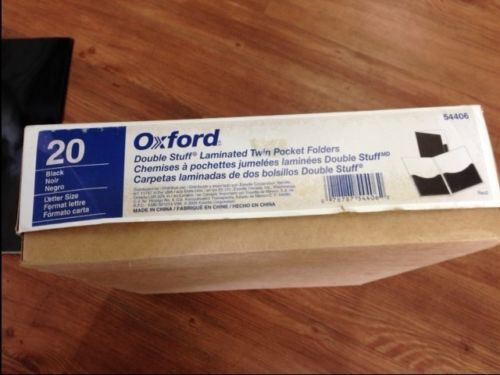 54406
20
Black
Noir
Negro
Letter Size
Format lettre
Formato carta
Oxford
Double Stuff® Laminated Twin Pocket Folders
Chemises à pochettes jumelées laminées Double Stuff MD
Carpetas laminadas de dos bolsillos Double Stuff®
MADE IN CHINA / FABRIQUÉ EN CHINE / HECHO EN CHINA